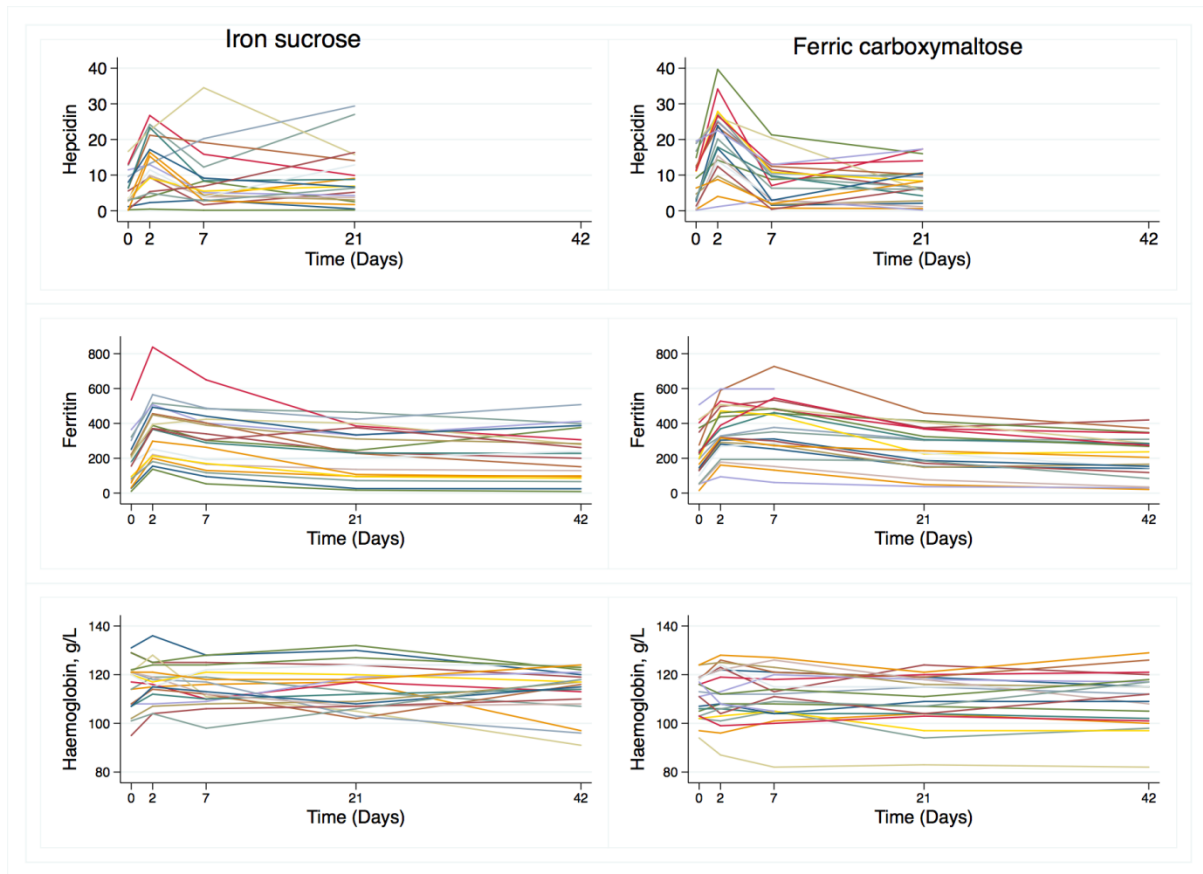 Iron sucrose
Ferric carboxymaltose
Hepcidin
40
30
20
10
0
0 2 7 21 42
Time (Days)
Hepcidin
40
30
20
10
0
0 2 7 21 42
Time (Days)
Ferritin
800
600
400
200
0
0 2 7 21 42
Time (Days)
Ferritin
800
600
400
200
0
0 2 7 21 42
Time (Days)
Haemoglobin, g/L
140
120
100
80
0 2 7 21 42
Time (Days)
Haemoglobin, g/L
140
120
100
80
0 2 7 21 42
Time (Days)